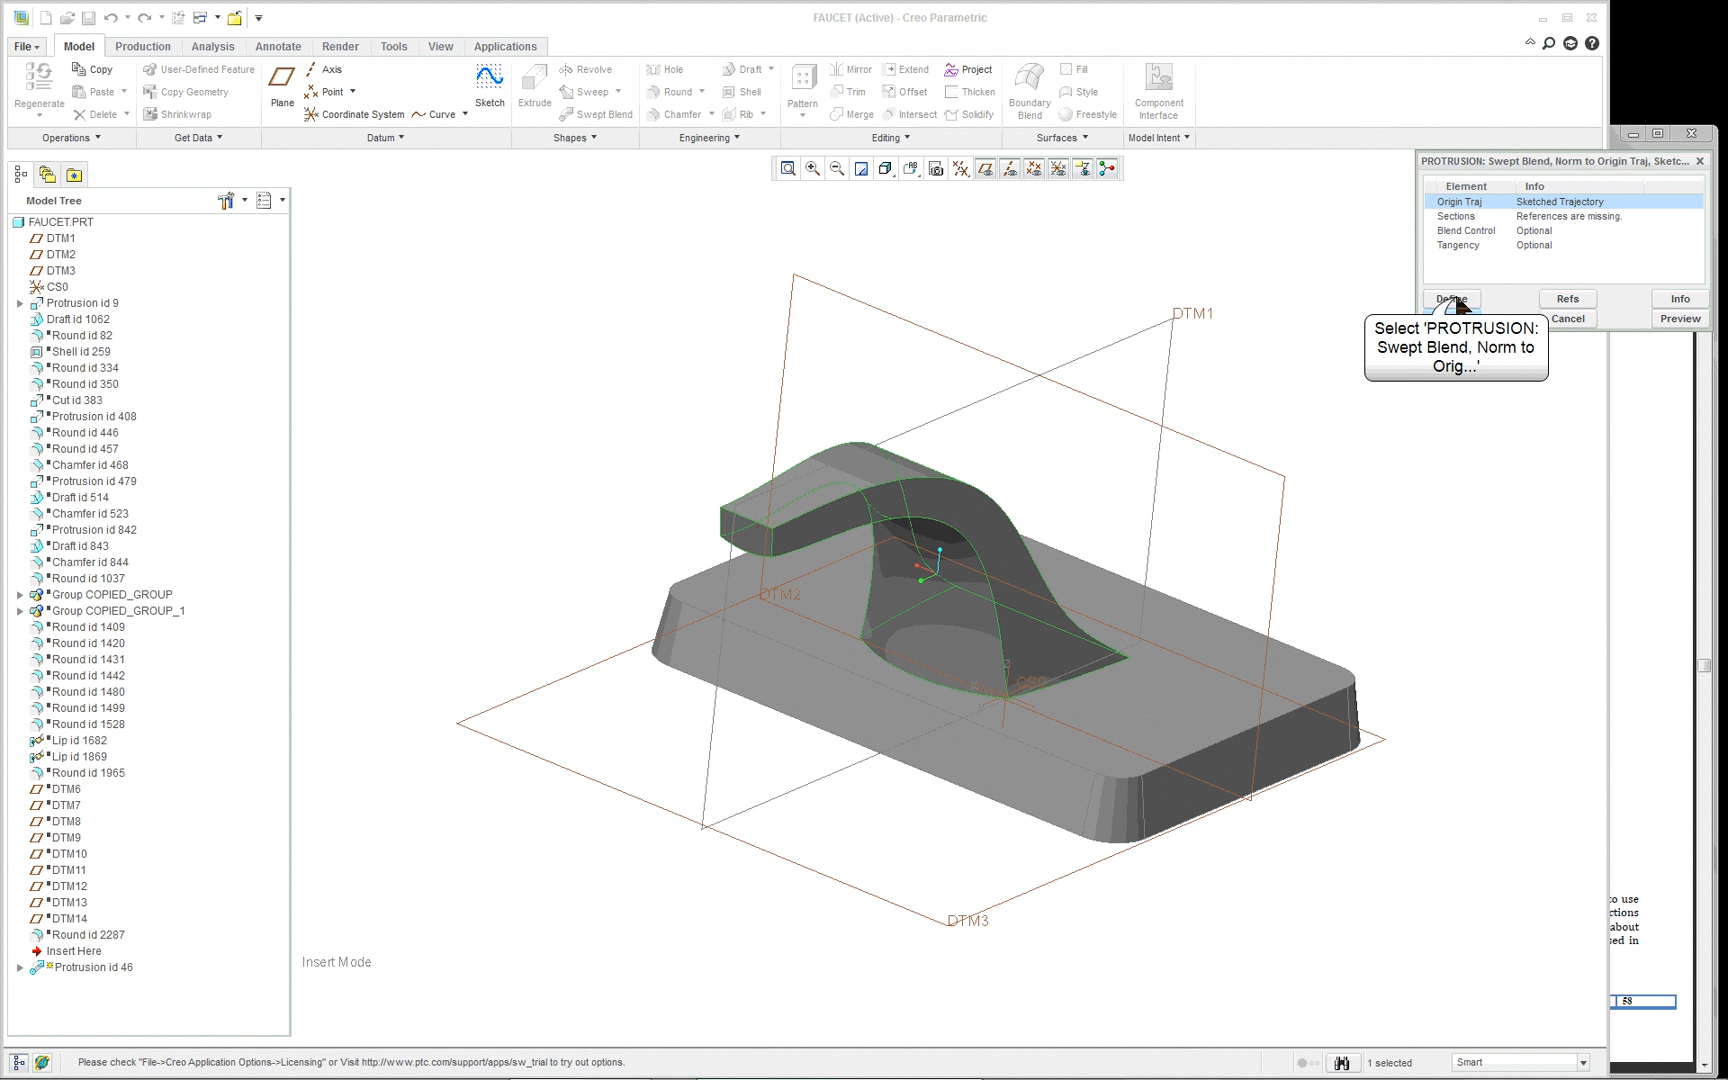 FAUCET (Active) - Creo Parametric
File
Model
Production
Analysis
Annotate
Render
Tools
View
Applications
Regenerate
Copy
Paste
Delete
User-Defined Feature
Copy Geometry
Shrinkwrap
Plane
Axis
Point
Coordinate System
Curve
Sketch
Extrude
Revolve
Sweep
Swept Blend
Hole
Round
Chamfer
Draft
Shell
Rib
Pattern
Mirror
Trim
Merge
Extend
Offset
Intersect
Project
Thicken
Solidify
Boundary Blend
Fill
Style
Freestyle
Component Interface
Operations
Get Data
Datum
Shapes
Engineering
Editing
Surfaces
Model Intent
Model Tree
FAUCET.PRT
DTM1
DTM2
DTM3
CS0
Protrusion id 9
Draft id 1062
Round id 82
Shell id 259
Round id 334
Round id 350
Cut id 383
Protrusion id 408
Round id 446
Round id 457
Chamfer id 468
Protrusion id 479
Draft id 514
Chamfer id 523
Protrusion id 842
Draft id 843
Chamfer id 844
Round id 1037
Group COPIED_GROUP
Group COPIED_GROUP_1
Round id 1409
Round id 1420
Round id 1431
Round id 1442
Round id 1480
Round id 1499
Round id 1528
Lip id 1682
Lip id 1869
Round id 1965
DTM6
DTM7
DTM8
DTM9
DTM10
DTM11
DTM12
DTM13
DTM14
Round id 2287
Insert Here
Protrusion id 46
DTM1
DTM2
DTM3
Insert Mode
PROTRUSION: Swept Blend, Norm to Origin Traj, Sketc...
Element Info
Origin Traj Sketched Trajectory
Sections References are missing.
Blend Control Optional
Tangency Optional
Refs
Info
Cancel
Preview
Select 'PROTRUSION:
Swept Blend, Norm to
Orig...'
to use
ctions
about
sed in
58
Please check "File->Creo Application Options->Licensing" or Visit http://www.ptc.com/support/apps/sw_trial to try out options.
1 selected
Smart